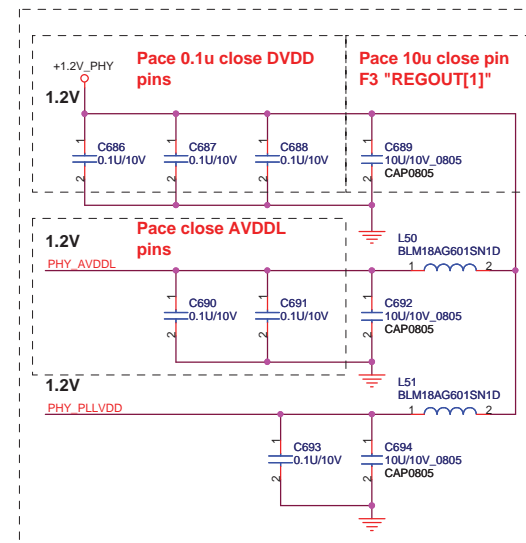 Pace 0.1u close DVDD
pins
Pace 10u close pin
F3 "REGOUT[1]"
+1.2V_PHY
1.2V
1
2
C686
0.1U/10V
1
2
C687
0.1U/10V
1
2
C688
0.1U/10V
1
2
C689
10U/10V_0805
CAP0805
Pace close AVDDL
pins
1.2V
PHY_AVDDL
L50
BLM18AG601SN1D
1
2
1
2
C690
0.1U/10V
1
2
C691
0.1U/10V
1
2
C692
10U/10V_0805
CAP0805
1.2V
PHY_PLLVDD
L51
BLM18AG601SN1D
1
2
1
2
C693
0.1U/10V
1
2
C694
10U/10V_0805
CAP0805